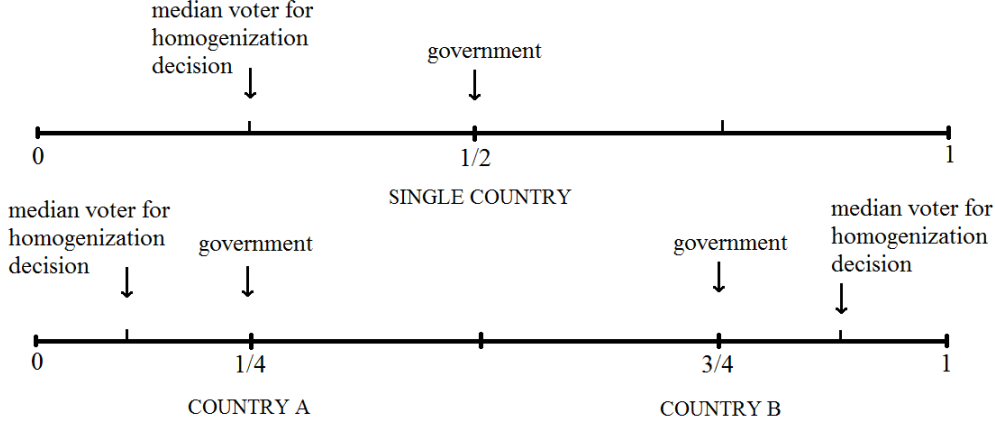 median voter for
homogenization
decision
government
0
1/2
1
SINGLE COUNTRY
median voter for
homogenization
decision
government
government
median voter for
homogenization
decision
0
1/4
3/4
1
COUNTRY A
COUNTRY B